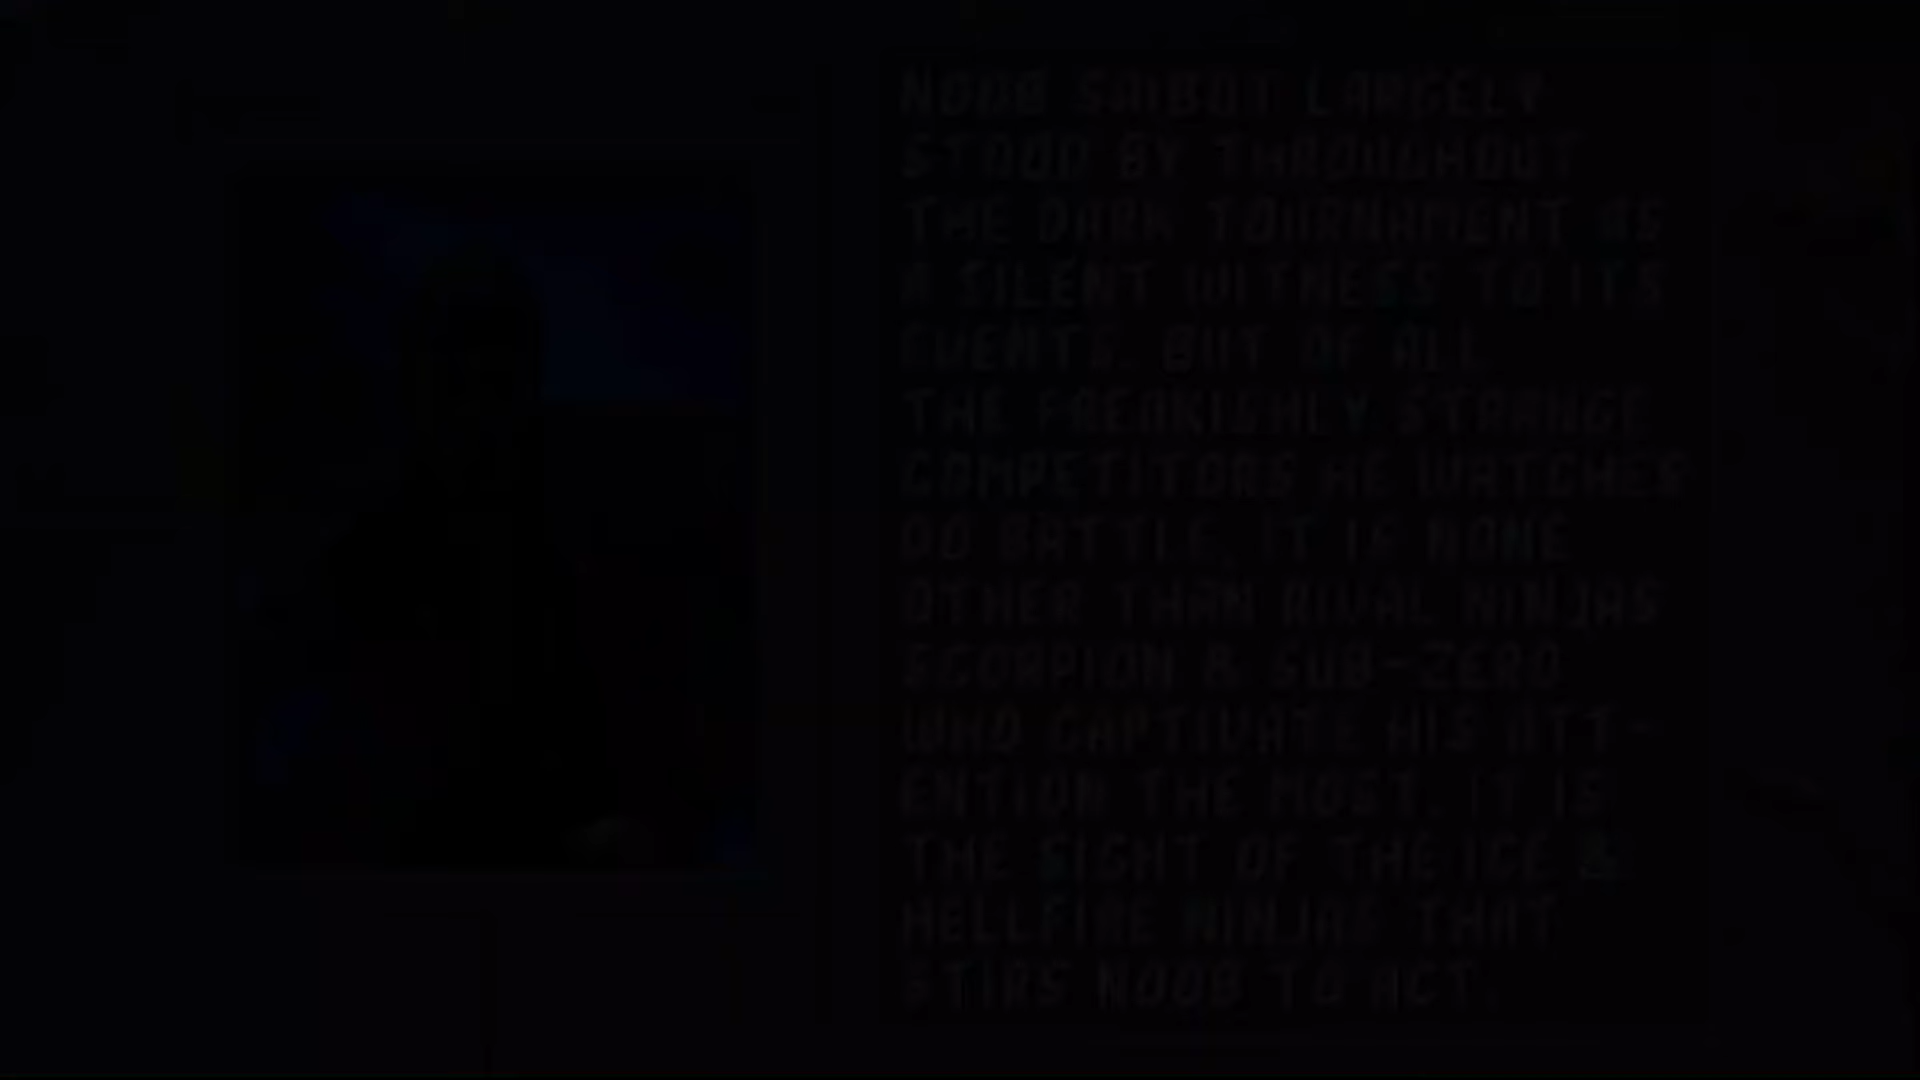 NOOB SAIBOT LARGELY
STOOD BY THROUGHOUT
THE DARK TOURNAMENT AS
A SILENT WITNESS TO ITS
EVENTS. BUT OF ALL
THE FREAKISHLY STRANGE
COMPETITORS HE WATCHES
DO BATTLE, IT IS NONE
OTHER THAN RIVAL NINJAS
SCORPION & SUB-ZERO
WHO CAPTIVATE HIS ATT-
ENTION THE MOST. IT IS
THE SIGHT OF THE ICE &
HELLFIRE NINJAS THAT
STIRS NOOB TO ACT.